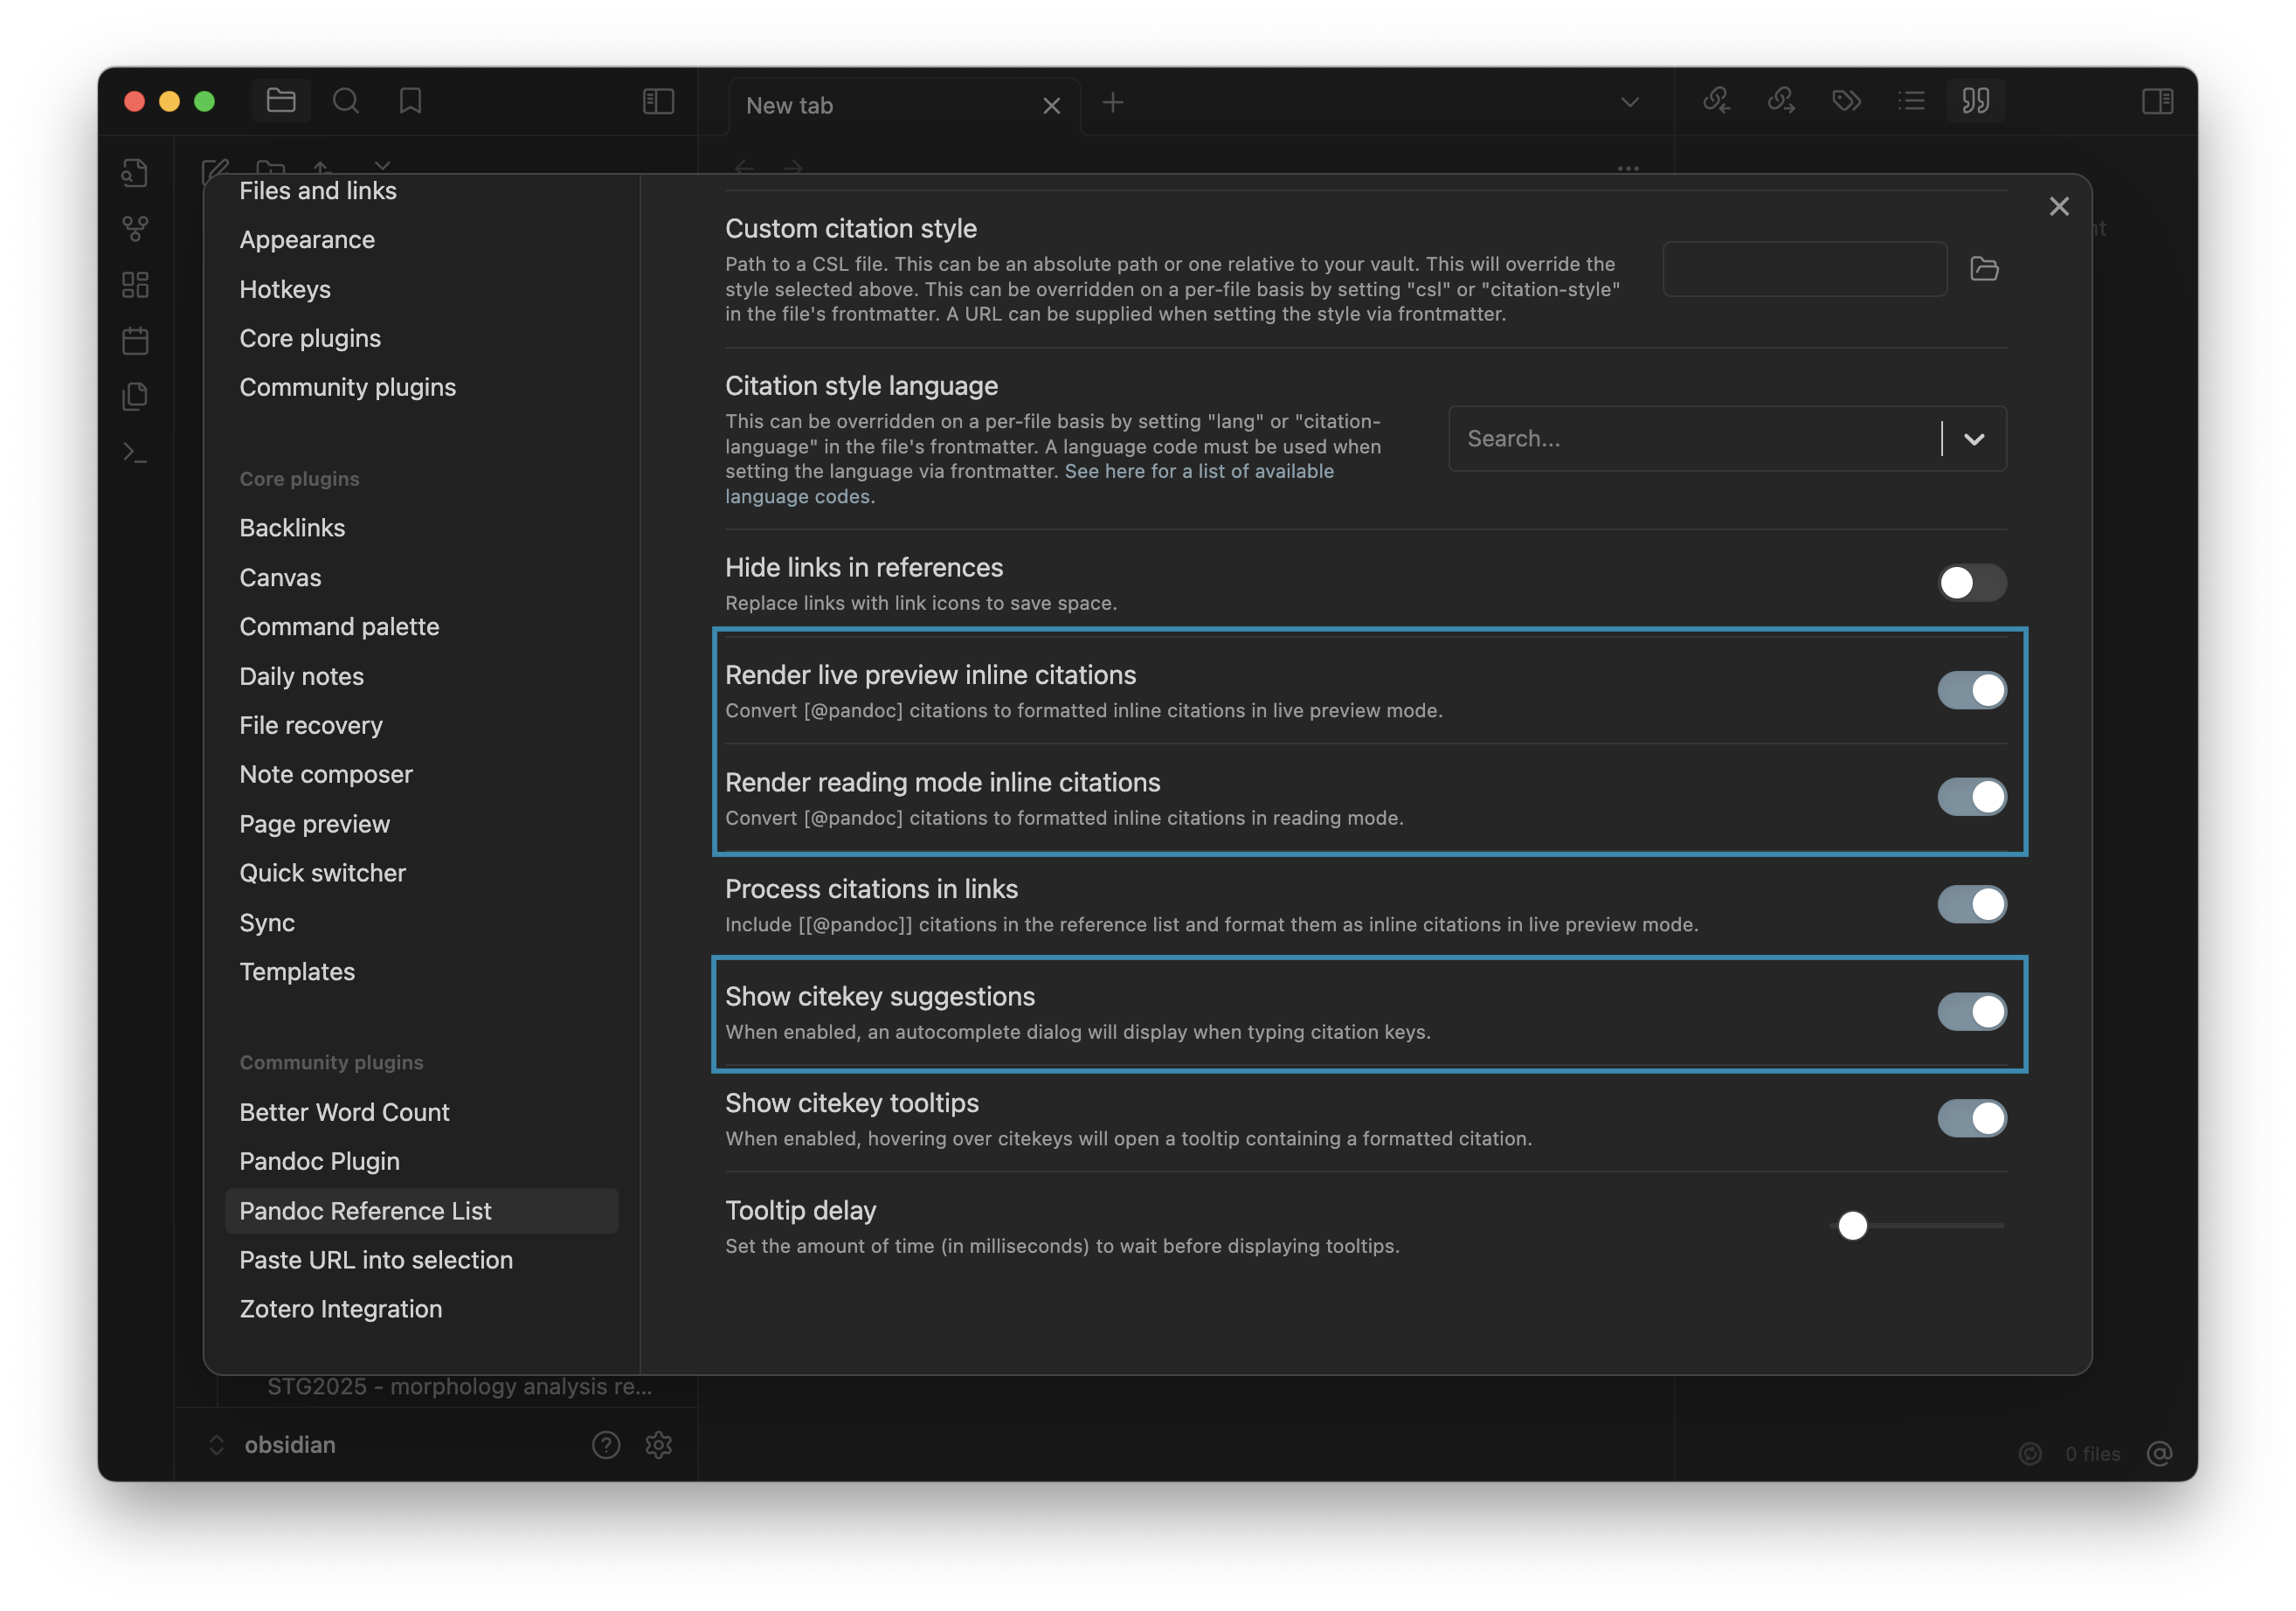 New tab
Files and links
Appearance
Hotkeys
Core plugins
Community plugins
Core plugins
Backlinks
Canvas
Command palette
Daily notes
File recovery
Note composer
Page preview
Quick switcher
Sync
Templates
Community plugins
Better Word Count
Pandoc Plugin
Pandoc Reference List
Paste URL into selection
Zotero Integration
Custom citation style
Path to a CSL file. This can be an absolute path or one relative to your vault. This will override the
style selected above. This can be overridden on a per-file basis by setting "csl" or "citation-style"
in the file's frontmatter. A URL can be supplied when setting the style via frontmatter.
Citation style language
This can be overridden on a per-file basis by setting "lang" or "citation-
language" in the file's frontmatter. A language code must be used when
setting the language via frontmatter. See here for a list of available
language codes.
Search...
Hide links in references
Replace links with link icons to save space.
Render live preview inline citations
Convert [@pandoc] citations to formatted inline citations in live preview mode.
Render reading mode inline citations
Convert [@pandoc] citations to formatted inline citations in reading mode.
Process citations in links
Include [[@pandoc]] citations in the reference list and format them as inline citations in live preview mode.
Show citekey suggestions
When enabled, an autocomplete dialog will display when typing citation keys.
Show citekey tooltips
When enabled, hovering over citekeys will open a tooltip containing a formatted citation.
Tooltip delay
Set the amount of time (in milliseconds) to wait before displaying tooltips.
STG2025 - morphology analysis re...
obsidian
0 files